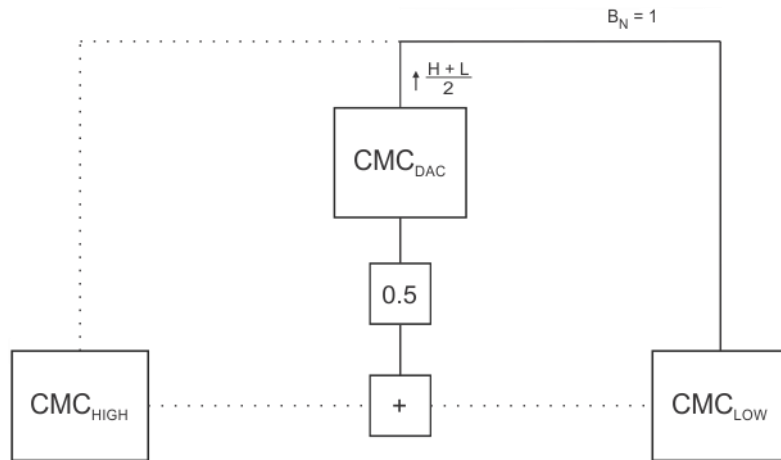 B_N = 1
H + L
2
CMC_DAC
0.5
CMC_HIGH
+
CMC_LOW